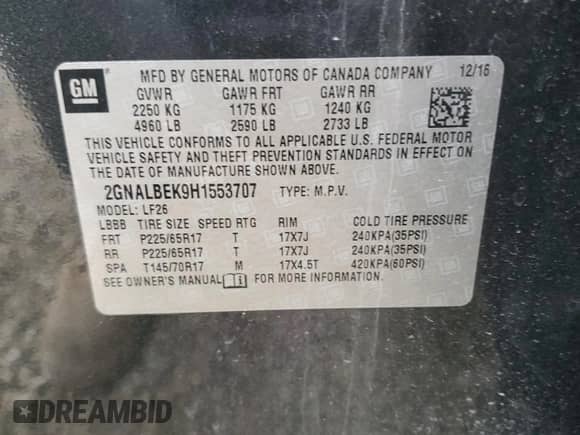 GM
MFD BY GENERAL MOTORS OF CANADA COMPANY 12/16
GVWR GAWR FRT GAWR RR
2250 KG 1175 KG 1240 KG
4960 LB 2590 LB 2733 LB
THIS VEHICLE CONFORMS TO ALL APPLICABLE U.S. FEDERAL MOTOR
VEHICLE SAFETY AND THEFT PREVENTION STANDARDS IN EFFECT ON
THE DATE OF MANUFACTURE SHOWN ABOVE.
2GNALBEK9H1553707 TYPE: M.P.V.
MODEL: LF26
LBBB TIRE SIZE SPEED RTG RIM COLD TIRE PRESSURE
FRT P225/65R17 T 17X7J 240KPA(35PSI)
RR P225/65R17 T 17X7J 240KPA(35PSI)
SPA T145/70R17 M 17X4.5T 420KPA(60PSI)
SEE OWNER'S MANUAL FOR MORE INFORMATION.
DREAMBID